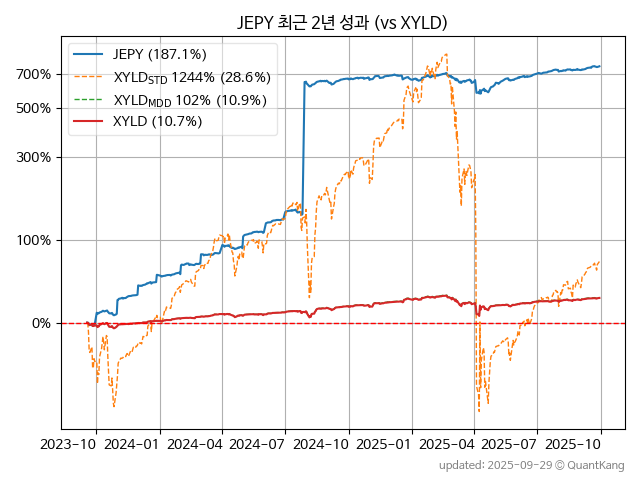 JEPY 최근 2년 성과 (vs XYLD)
JEPY (187.1%)
XYLD_STD 1244% (28.6%)
XYLD_MDD 102% (10.9%)
XYLD (10.7%)
700%
500%
300%
100%
0%
2023-10 2024-01 2024-04 2024-07 2024-10 2025-01 2025-04 2025-07 2025-10
updated: 2025-09-29 © QuantKang